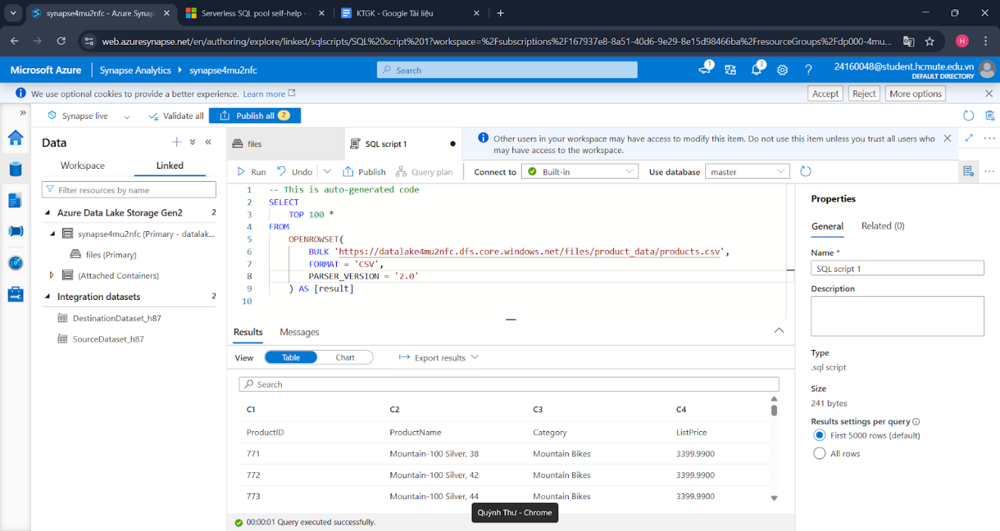 synapse4mu2nfc - Azure Synap
Serverless SQL pool self-help -
KTGK - Google Tài liệu
web.azuresynapse.net/en/authoring/explore/linked/sqlscripts/SQL%20script%201?workspace=%2Fsubscriptions%2F167937e8-8a51-40d6-9e29-8e15d98466ba%2FresourceGroups%2Fdp000-4mu...
H
Microsoft Azure
Synapse Analytics
synapse4mu2nfc
Search
1
3
24160048@student.hcmute.edu.vn
DEFAULT DIRECTORY
We use optional cookies to provide a better experience. Learn more
Accept
Reject
More options
Synapse live
Validate all
Publish all 2
Data
Workspace
Linked
Filter resources by name
Azure Data Lake Storage Gen2 2
synapse4mu2nfc (Primary - datalak...
files (Primary)
(Attached Containers)
Integration datasets 2
DestinationDataset_h87
SourceDataset_h87
files
SQL script 1
Other users in your workspace may have access to modify this item. Do not use this item unless you trust all users who
may have access to the workspace.
Run
Undo
Publish
Query plan
Connect to
Built-in
Use database
master
1 -- This is auto-generated code
2 SELECT
3 TOP 100 *
4 FROM
5 OPENROWSET(
6 BULK 'https://datalake4mu2nfc.dfs.core.windows.net/files/product_data/products.csv',
7 FORMAT = 'CSV',
8 PARSER_VERSION = '2.0'
9 ) AS [result]
10
Results
Messages
View
Table
Chart
Export results
Search
C1 C2 C3 C4
ProductID ProductName Category ListPrice
771 Mountain-100 Silver, 38 Mountain Bikes 3399.9900
772 Mountain-100 Silver, 42 Mountain Bikes 3399.9900
773 Mountain-100 Silver, 44 Mountain Bikes 3399.9900
Quỳnh Thư - Chrome
00:00:01 Query executed successfully.
Properties
General
Related (0)
Name *
SQL script 1
Description
Type
.sql script
Size
241 bytes
Results settings per query
First 5000 rows (default)
All rows